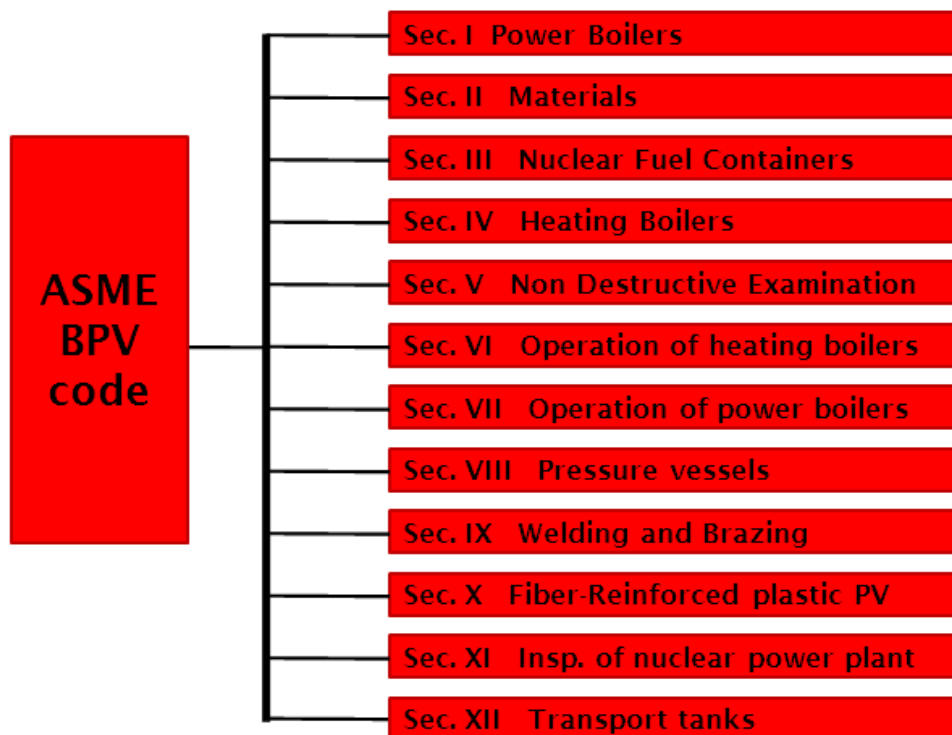 ASME
BPV
code
Sec. I Power Boilers
Sec. II Materials
Sec. III Nuclear Fuel Containers
Sec. IV Heating Boilers
Sec. V Non Destructive Examination
Sec. VI Operation of heating boilers
Sec. VII Operation of power boilers
Sec. VIII Pressure vessels
Sec. IX Welding and Brazing
Sec. X Fiber-Reinforced plastic PV
Sec. XI Insp. of nuclear power plant
Sec. XII Transport tanks